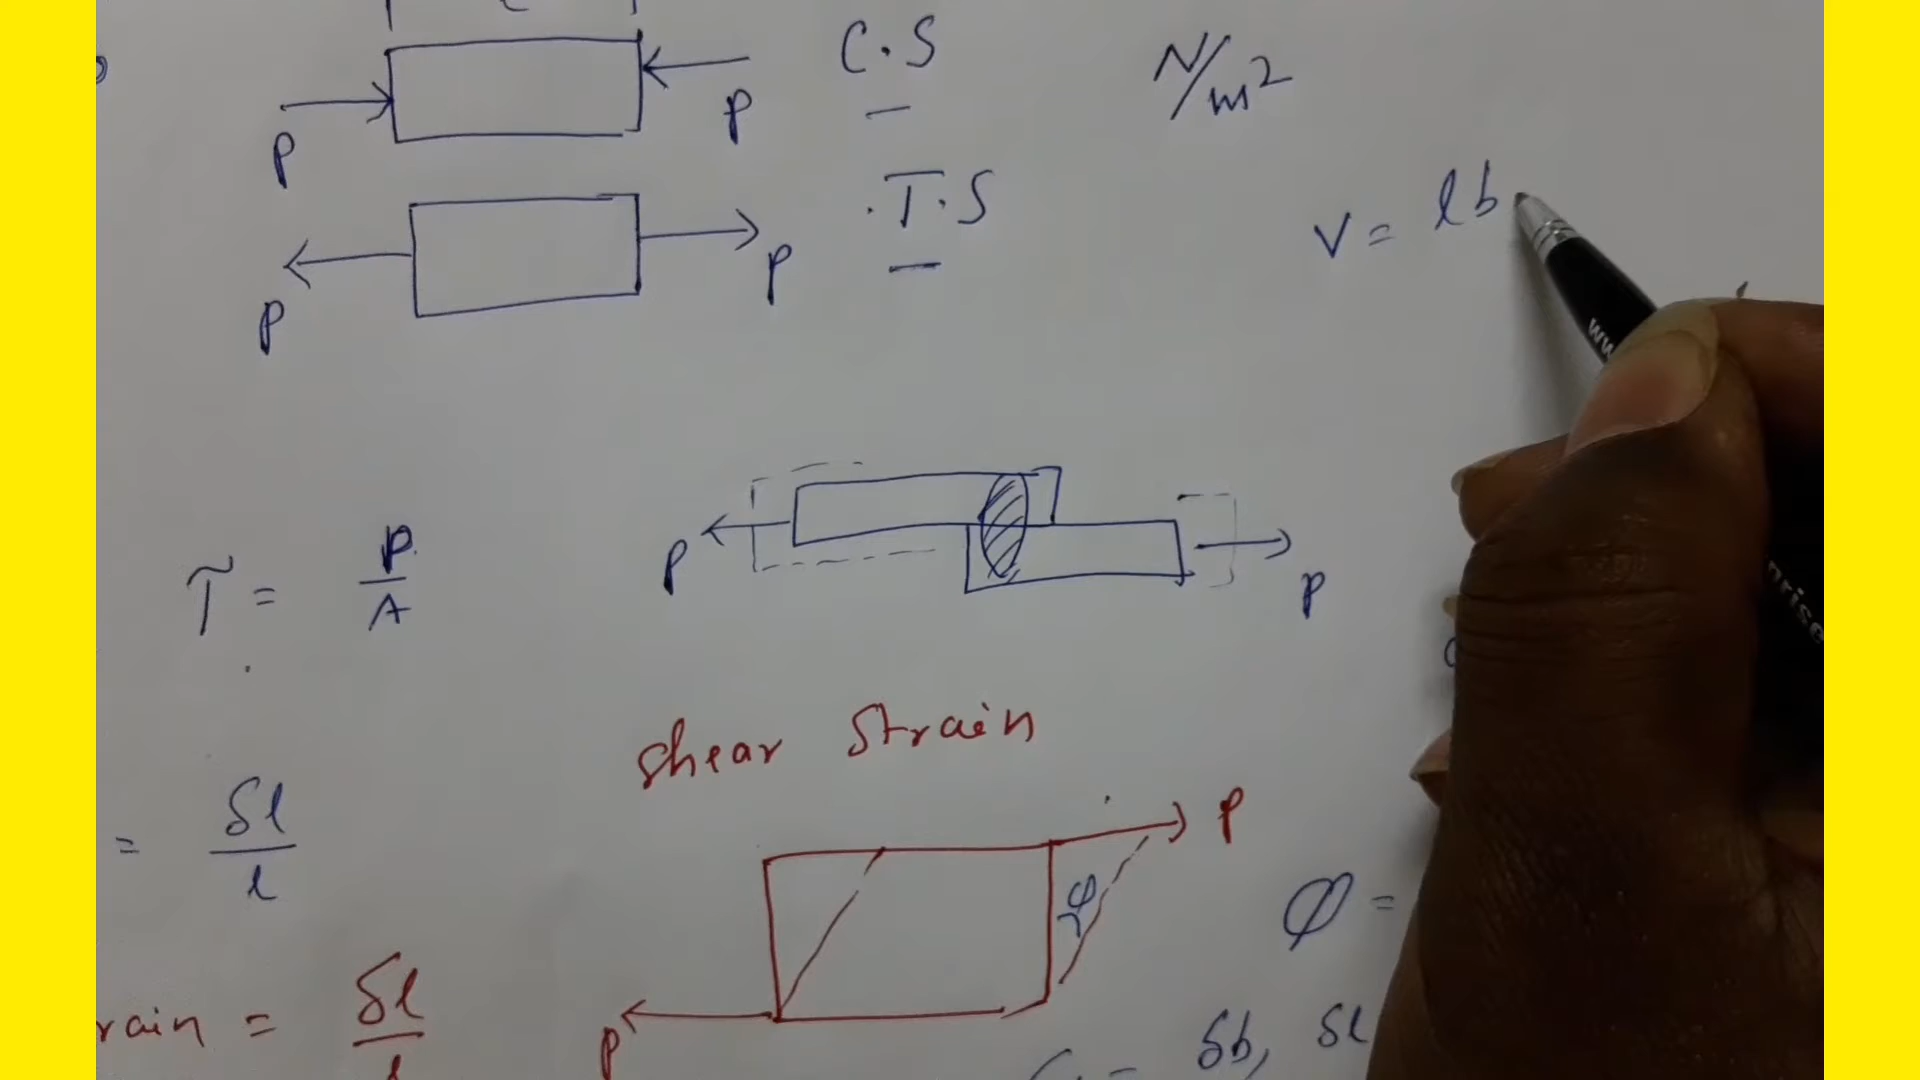 C.S
N/m²
P
P
.T.S
V = lb
P
P
τ = P/A
P
P
shear strain
= δl/l
P
φ
φ =
rain = δl/l
P
δb, δl